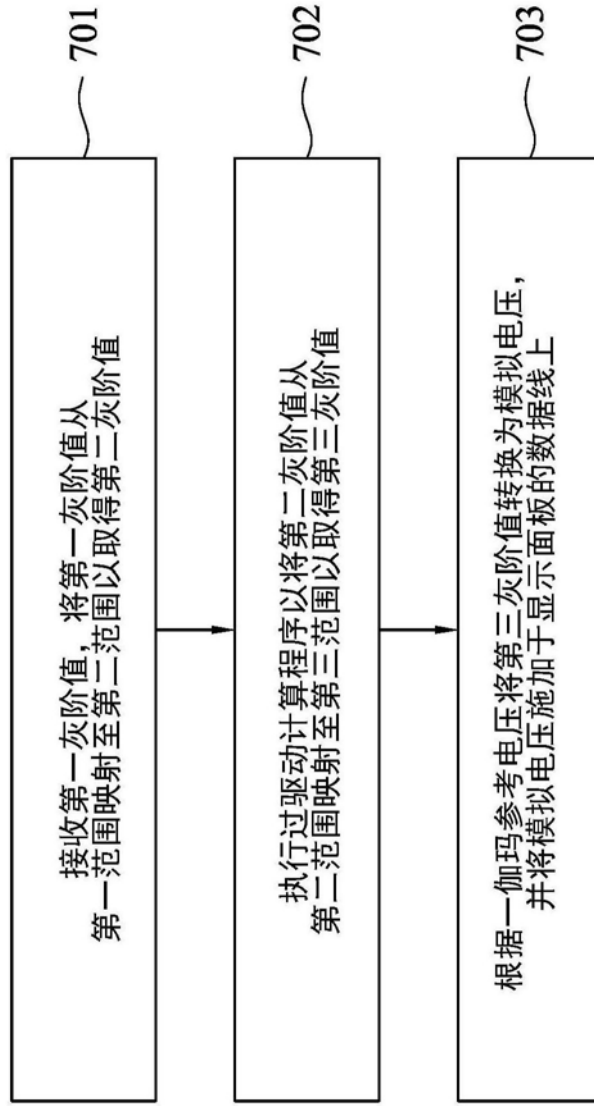 接收第一灰阶值，将第一灰阶值从
第一范围映射至第二范围以取得第二灰阶值
701
执行过驱动计算程序以将第二灰阶值从
第二范围映射至第三范围以取得第三灰阶值
702
根据一伽玛参考电压将第三灰阶值转换为模拟电压，
并将模拟电压施加于显示面板的数据线上
703